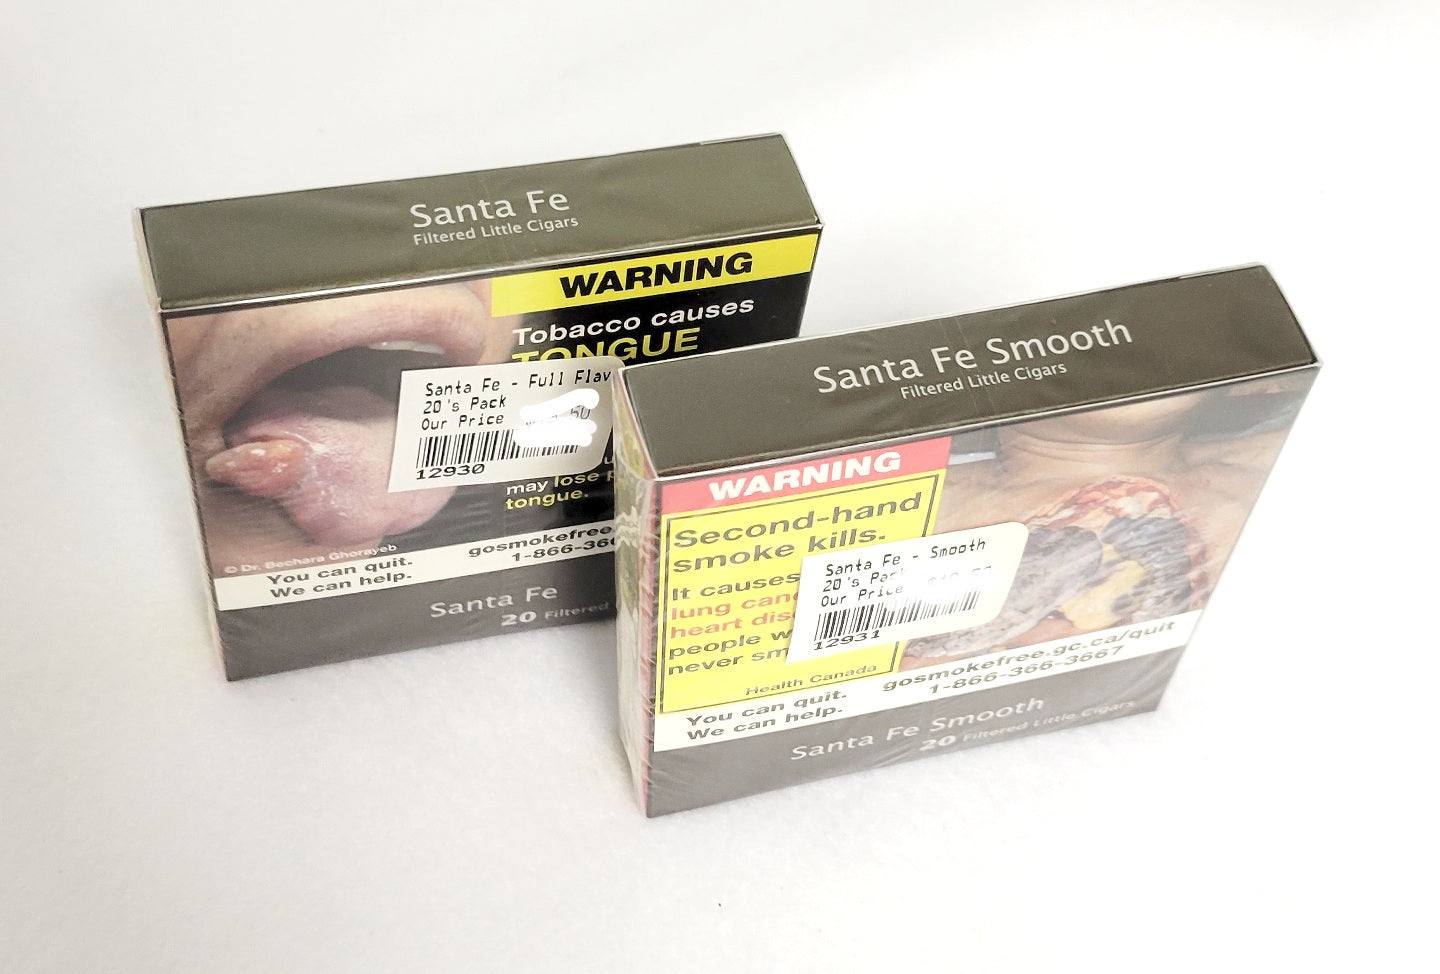 Santa Fe
Filtered Little Cigars
WARNING
Tobacco causes
TONGUE
Santa Fe - Full Flav
20's Pack
Our Price
12930
may lose
tongue.
© Dr. Bechara Ghorayeb
You can quit.
We can help.
gosmokefree.
1-866-36
Santa Fe
20 Filtered
Santa Fe Smooth
Filtered Little Cigars
WARNING
Second-hand
smoke kills.
It causes
lung
heart
people
never
Santa Fe - Smooth
20's Pack
Our Price
12931
Health Canada
You can quit.
We can help.
gosmokefree.gc.ca/quit
1-866-366-3667
Santa Fe Smooth
20 Filtered Little Cigars